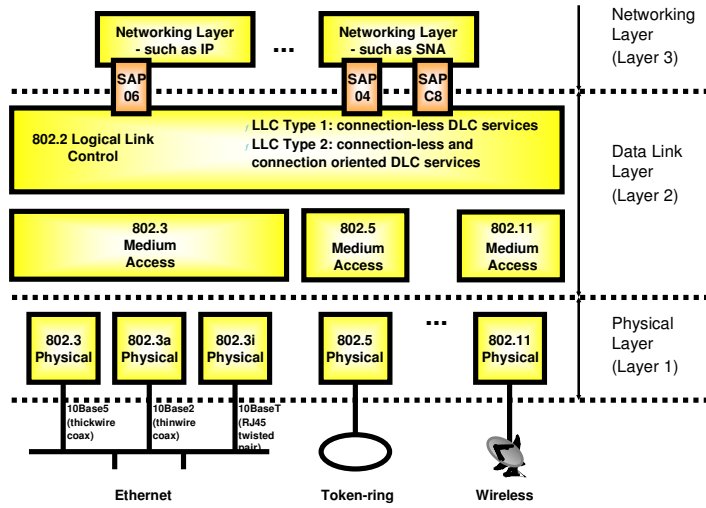 Networking Layer
- such as IP
...
Networking Layer
- such as SNA
Networking
Layer
(Layer 3)
SAP
06
SAP
04
SAP
C8
802.2 Logical Link
Control
ƒ LLC Type 1: connection-less DLC services
ƒ LLC Type 2: connection-less and
connection oriented DLC services
Data Link
Layer
(Layer 2)
802.3
Medium
Access
802.5
Medium
Access
802.11
Medium
Access
802.3
Physical
802.3a
Physical
802.3i
Physical
802.5
Physical
...
802.11
Physical
Physical
Layer
(Layer 1)
10Base5
(thickwire
coax)
10Base2
(thinwire
coax)
10BaseT
(RJ45
twisted
pair)
Ethernet
Token-ring
Wireless